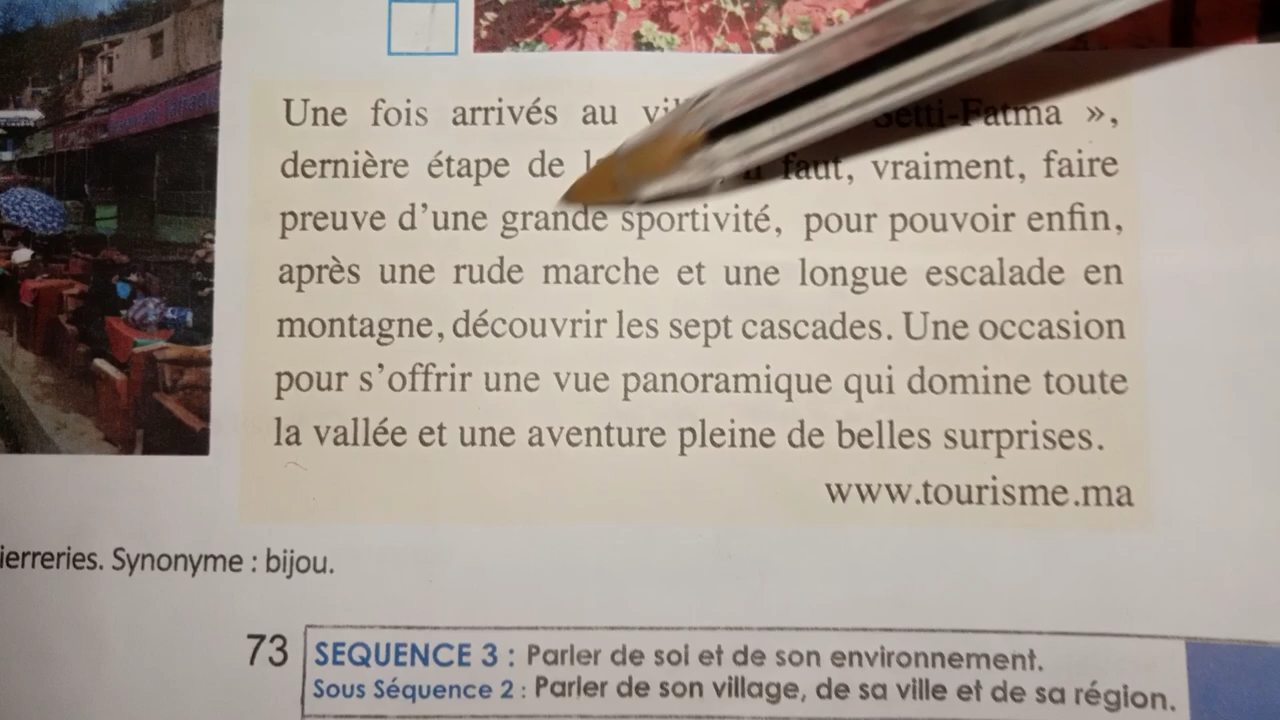 Une fois arrivés au Setti-Fatma »,
dernière étape de faut, vraiment, faire
preuve d'une grande sportivité, pour pouvoir enfin,
après une rude marche et une longue escalade en
montagne, découvrir les sept cascades. Une occasion
pour s'offrir une vue panoramique qui domine toute
la vallée et une aventure pleine de belles surprises.
www.tourisme.ma
ierreries. Synonyme : bijou.
73
SEQUENCE 3 : Parler de soi et de son environnement.
Sous Séquence 2 : Parler de son village, de sa ville et de sa région.